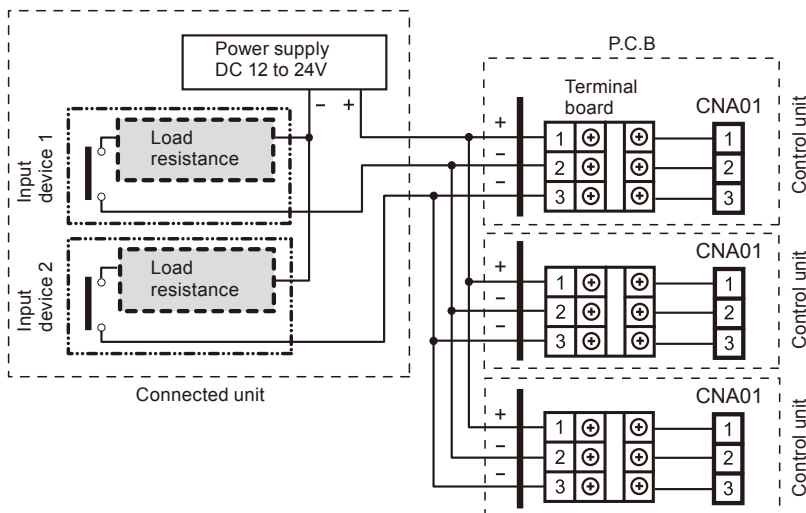 Power supply
DC 12 to 24V
− +
Input
device 1
Load
resistance
Input
device 2
Load
resistance
Connected unit
P.C.B
Terminal
board
CNA01
+ 1 1
− 2 2
− 3 3
Control unit
CNA01
+ 1 1
− 2 2
− 3 3
Control unit
CNA01
+ 1 1
− 2 2
− 3 3
Control unit